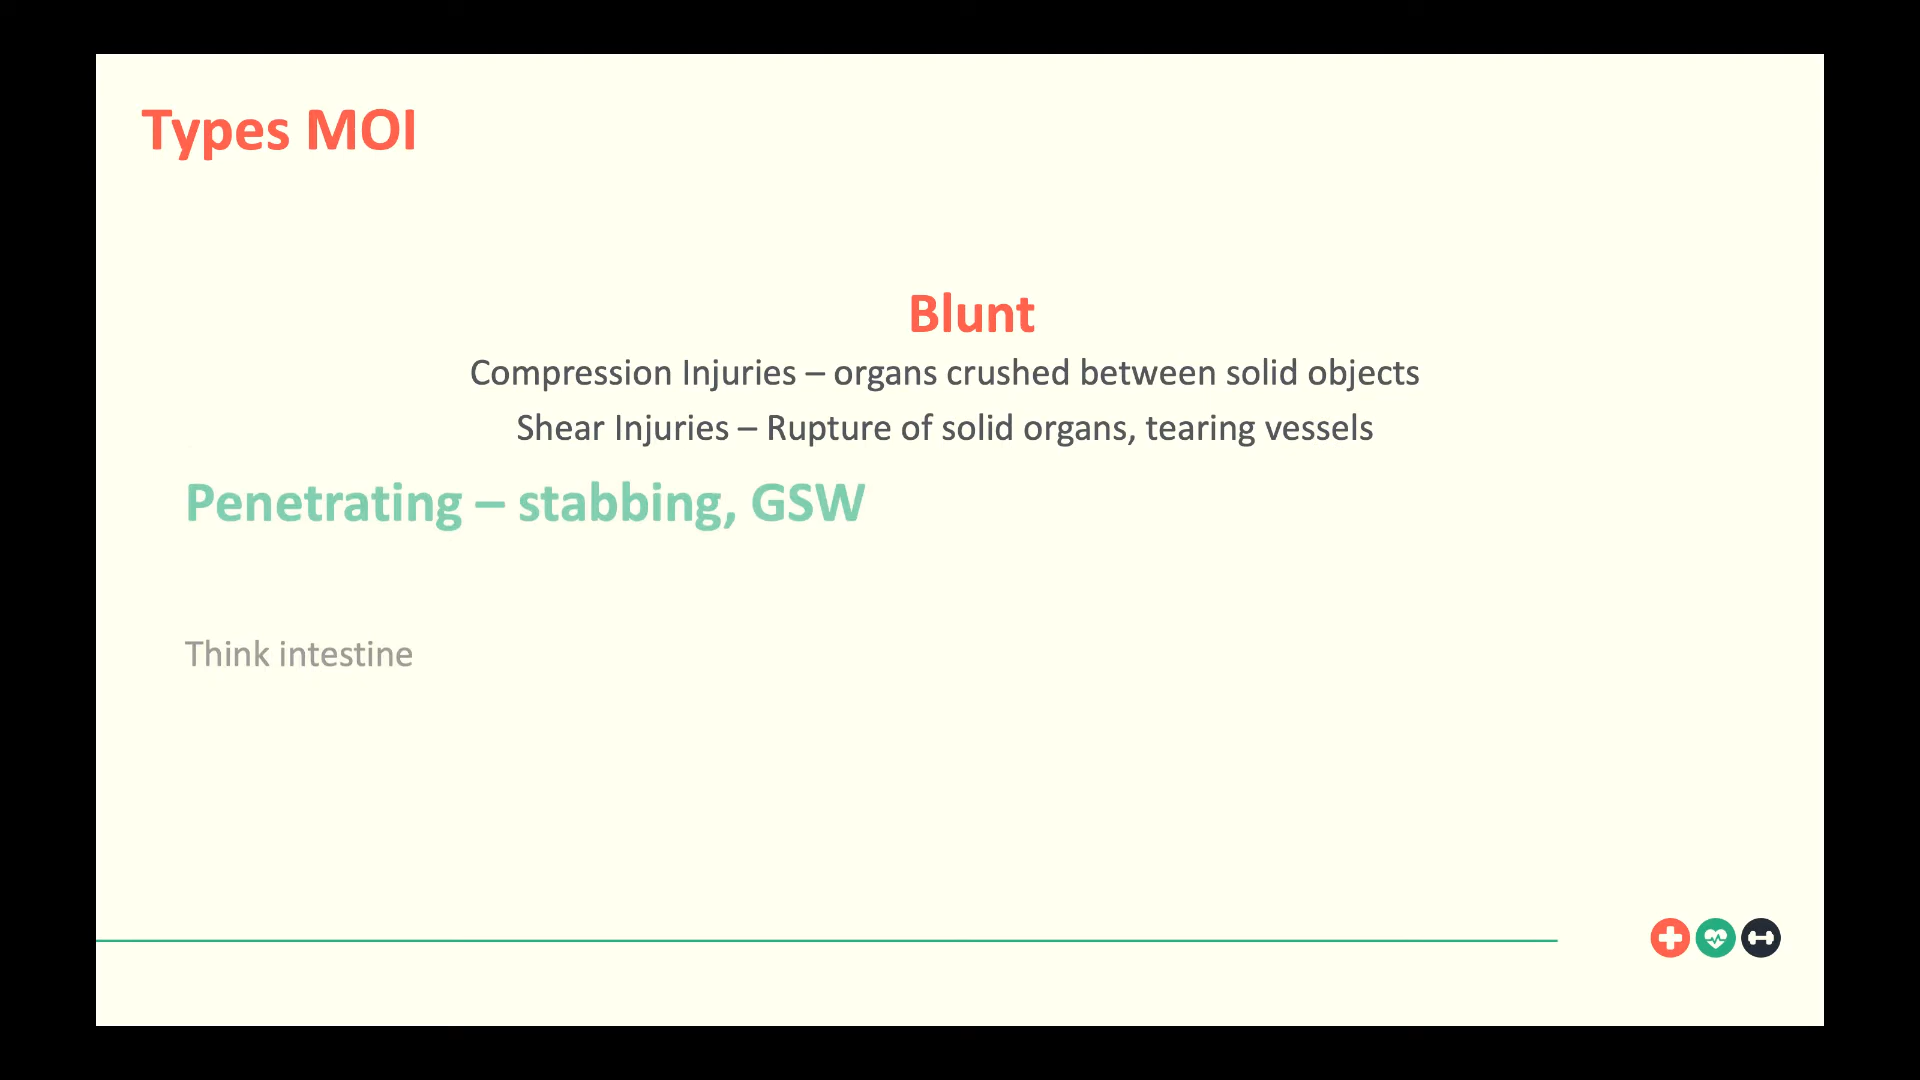 Types MOI
Blunt
Compression Injuries – organs crushed between solid objects
Shear Injuries – Rupture of solid organs, tearing vessels
Penetrating – stabbing, GSW
Think intestine